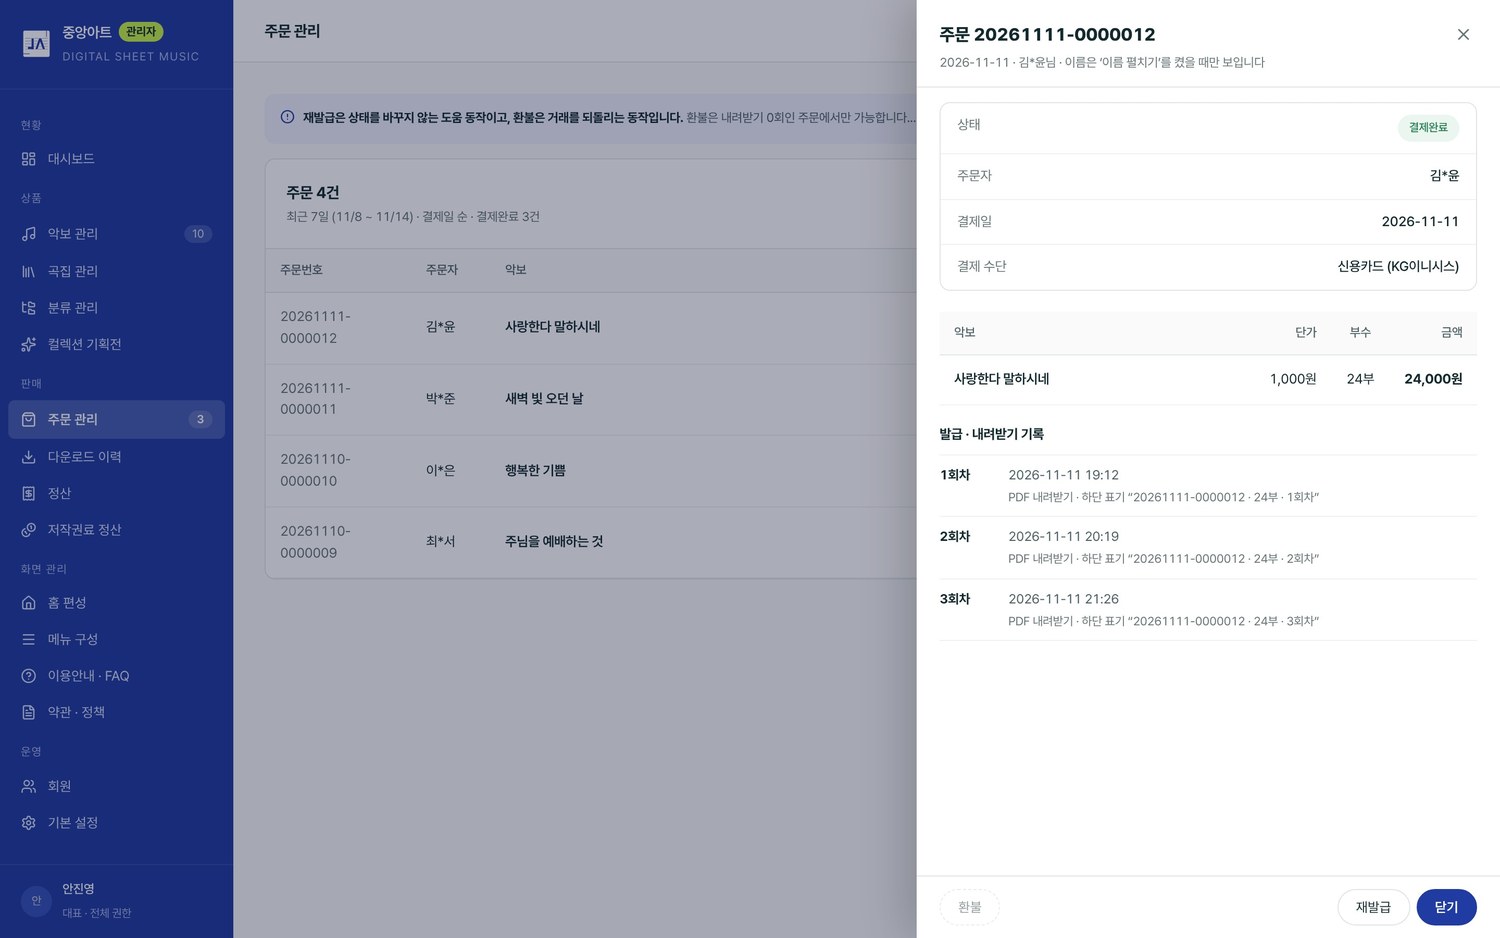 JA
중앙아트 관리자
DIGITAL SHEET MUSIC
현황
대시보드
상품
악보 관리 10
곡집 관리
분류 관리
컬렉션 기획전
판매
주문 관리 3
다운로드 이력
정산
저작권료 정산
화면 관리
홈 편성
메뉴 구성
이용안내 · FAQ
약관 · 정책
운영
회원
기본 설정
안 안진영
대표 · 전체 권한
주문 관리
재발급은 상태를 바꾸지 않는 도움 동작이고, 환불은 거래를 되돌리는 동작입니다. 환불은 내려받기 0회인 주문에서만 가능합니다...
주문 4건
최근 7일 (11/8 ~ 11/14) · 결제일 순 · 결제완료 3건
주문번호 주문자 악보
20261111-
0000012 김*윤 사랑한다 말하시네
20261111-
0000011 박*준 새벽 빛 오던 날
20261110-
0000010 이*은 행복한 기쁨
20261110-
0000009 최*서 주님을 예배하는 것
주문 20261111-0000012
2026-11-11 · 김*윤님 · 이름은 ‘이름 펼치기’를 켰을 때만 보입니다
상태 결제완료
주문자 김*윤
결제일 2026-11-11
결제 수단 신용카드 (KG이니시스)
악보 단가 부수 금액
사랑한다 말하시네 1,000원 24부 24,000원
발급 · 내려받기 기록
1회차 2026-11-11 19:12
PDF 내려받기 · 하단 표기 “20261111-0000012 · 24부 · 1회차”
2회차 2026-11-11 20:19
PDF 내려받기 · 하단 표기 “20261111-0000012 · 24부 · 2회차”
3회차 2026-11-11 21:26
PDF 내려받기 · 하단 표기 “20261111-0000012 · 24부 · 3회차”
환불 재발급 닫기